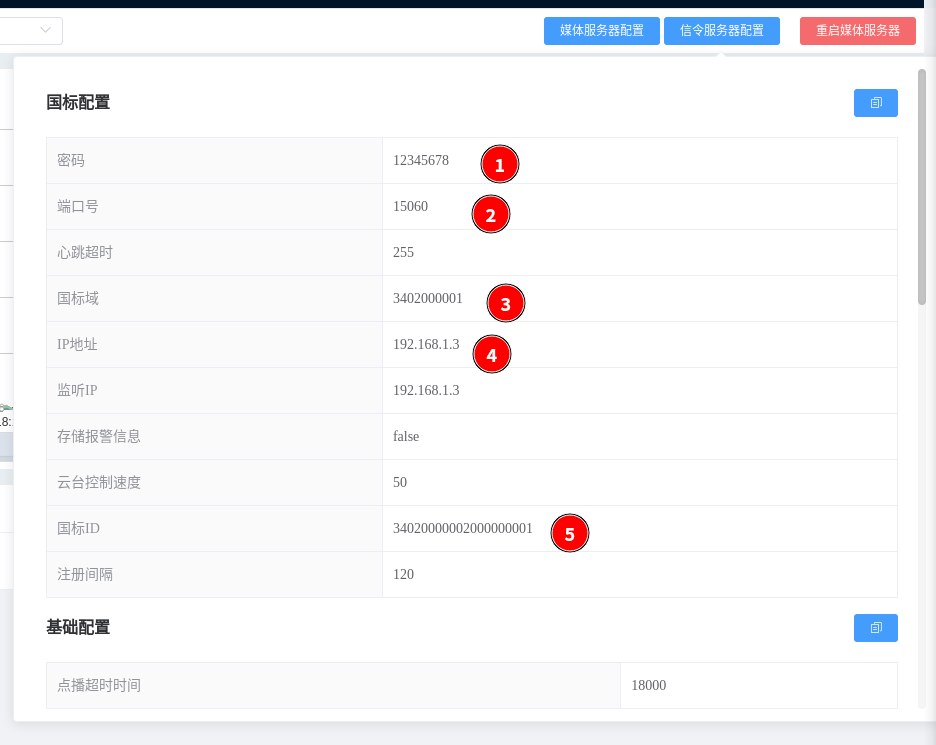 媒体服务器配置 信令服务器配置 重启媒体服务器
国标配置
密码 12345678 1
端口号 15060 2
心跳超时 255
国标域 3402000001 3
IP地址 192.168.1.3 4
监听IP 192.168.1.3
存储报警信息 false
云台控制速度 50
国标ID 34020000002000000001 5
注册间隔 120
基础配置
点播超时时间 18000